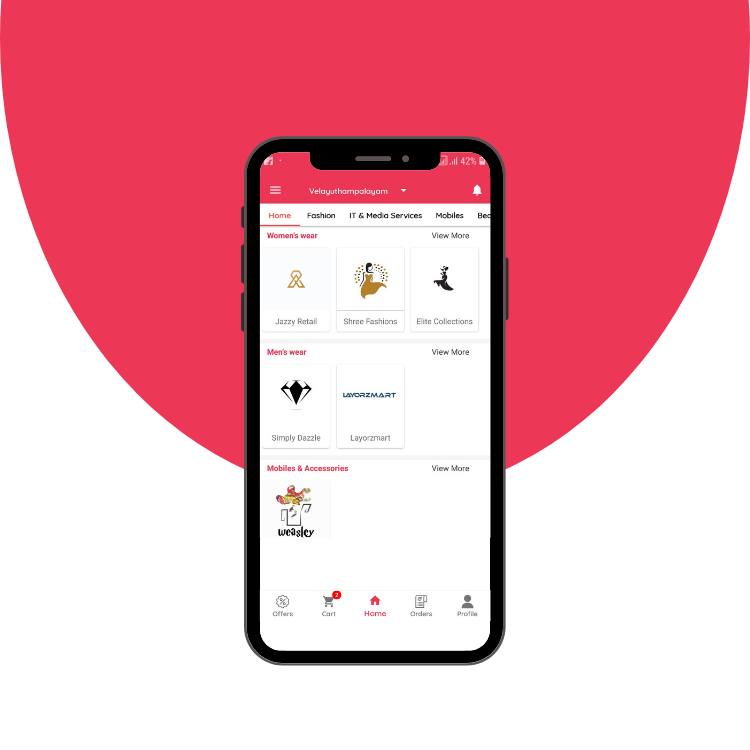 42%
Velayuthampalayam
Home Fashion IT & Media Services Mobiles Bea
Women's wear View More
Jazzy Retail Shree Fashions Elite Collections
Men's wear View More
LAYORZMART
Simply Dazzle Layorzmart
Mobiles & Accessories View More
weasley
2
Offers Cart Home Orders Profile